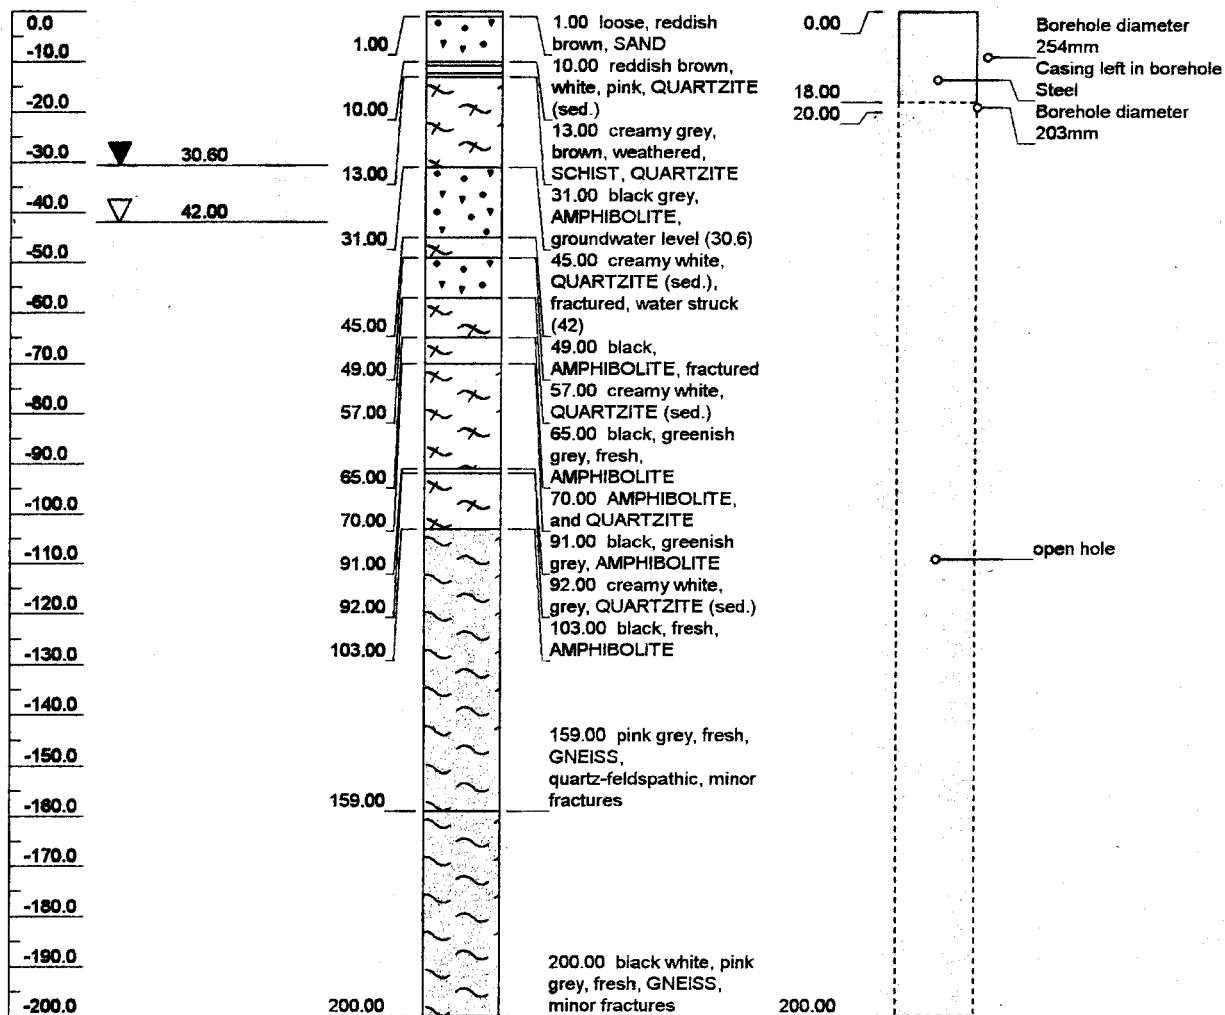 0.0
-10.0
-20.0
-30.0
-40.0
-50.0
-60.0
-70.0
-80.0
-90.0
-100.0
-110.0
-120.0
-130.0
-140.0
-150.0
-160.0
-170.0
-180.0
-190.0
-200.0
30.60
42.00
1.00
10.00
13.00
31.00
45.00
49.00
57.00
65.00
70.00
91.00
92.00
103.00
159.00
200.00
1.00 loose, reddish
brown, SAND
10.00 reddish brown,
white, pink, QUARTZITE
(sed.)
13.00 creamy grey,
brown, weathered,
SCHIST, QUARTZITE
31.00 black grey,
AMPHIBOLITE,
groundwater level (30.6)
45.00 creamy white,
QUARTZITE (sed.),
fractured, water struck
(42)
49.00 black,
AMPHIBOLITE, fractured
57.00 creamy white,
QUARTZITE (sed.)
65.00 black, greenish
grey, fresh,
AMPHIBOLITE
70.00 AMPHIBOLITE,
and QUARTZITE
91.00 black, greenish
grey, AMPHIBOLITE
92.00 creamy white,
grey, QUARTZITE (sed.)
103.00 black, fresh,
AMPHIBOLITE
159.00 pink grey, fresh,
GNEISS,
quartz-feldspathic, minor
fractures
200.00 black white, pink
grey, fresh, GNEISS,
minor fractures
0.00
18.00
20.00
200.00
Borehole diameter
254mm
Casing left in borehole
Steel
Borehole diameter
203mm
open hole